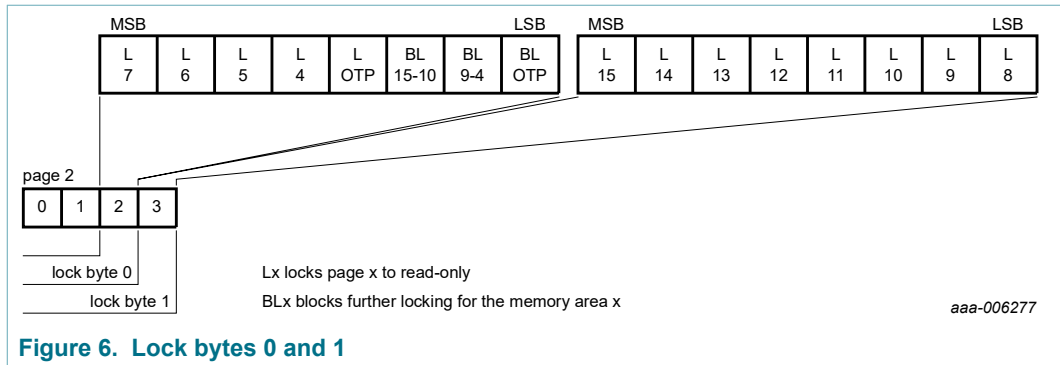 MSB LSB MSB LSB
L L L L L BL BL BL L L L L L L L L
7 6 5 4 OTP 15-10 9-4 OTP 15 14 13 12 11 10 9 8
page 2
0 1 2 3
lock byte 0 Lx locks page x to read-only
lock byte 1 BLx blocks further locking for the memory area x
aaa-006277
Figure 6. Lock bytes 0 and 1